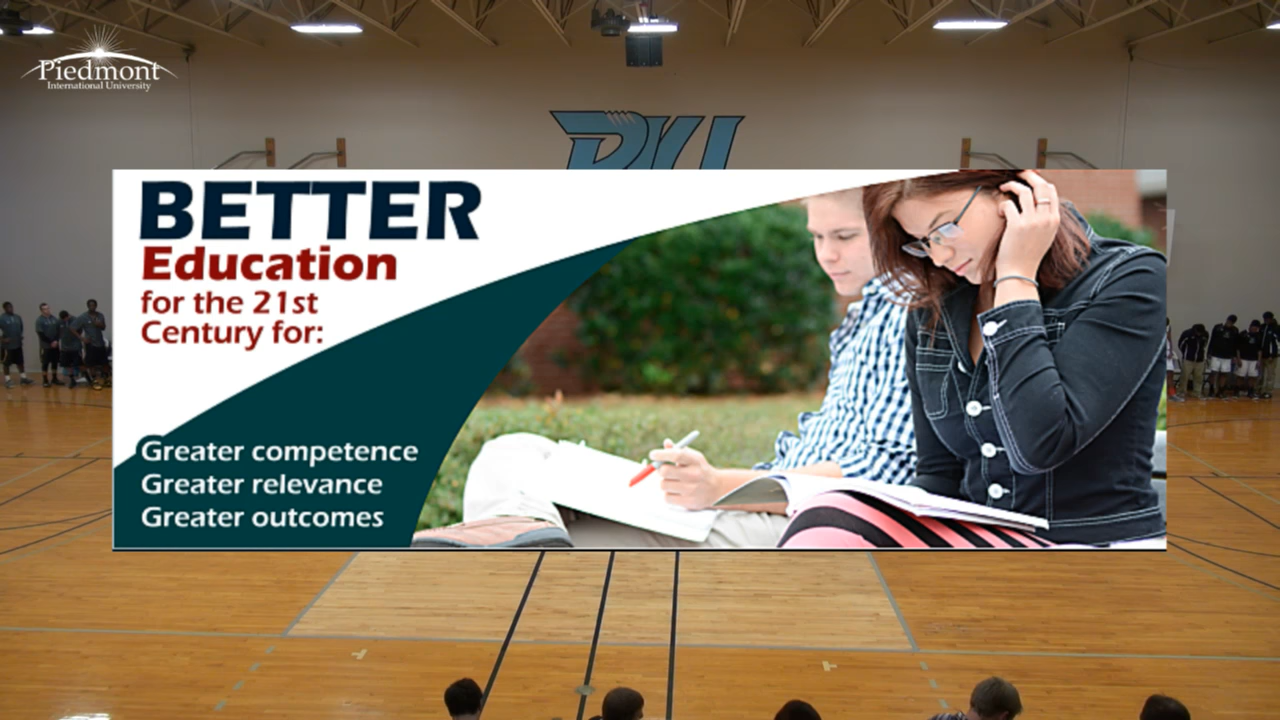 Piedmont
International University
BETTER
Education
for the 21st
Century for:
Greater competence
Greater relevance
Greater outcomes